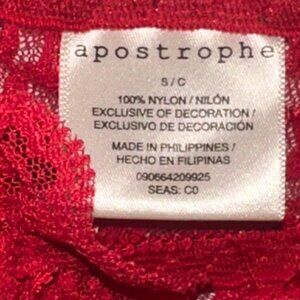 apostrophe
S / C
100% NYLON / NILÓN
EXCLUSIVE OF DECORATION /
EXCLUSIVO DE DECORACIÓN
MADE IN PHILIPPINES /
HECHO EN FILIPINAS
090664209925
SEAS: C0